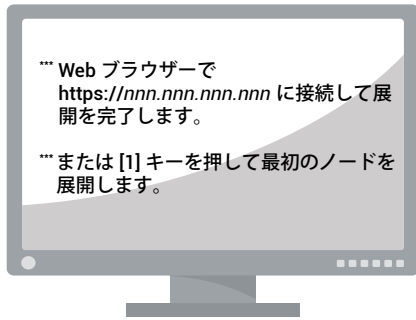 *** Web ブラウザーで
https://nnn.nnn.nnn.nnn に接続して展
開を完了します。
*** または [1] キーを押して最初のノードを
展開します。